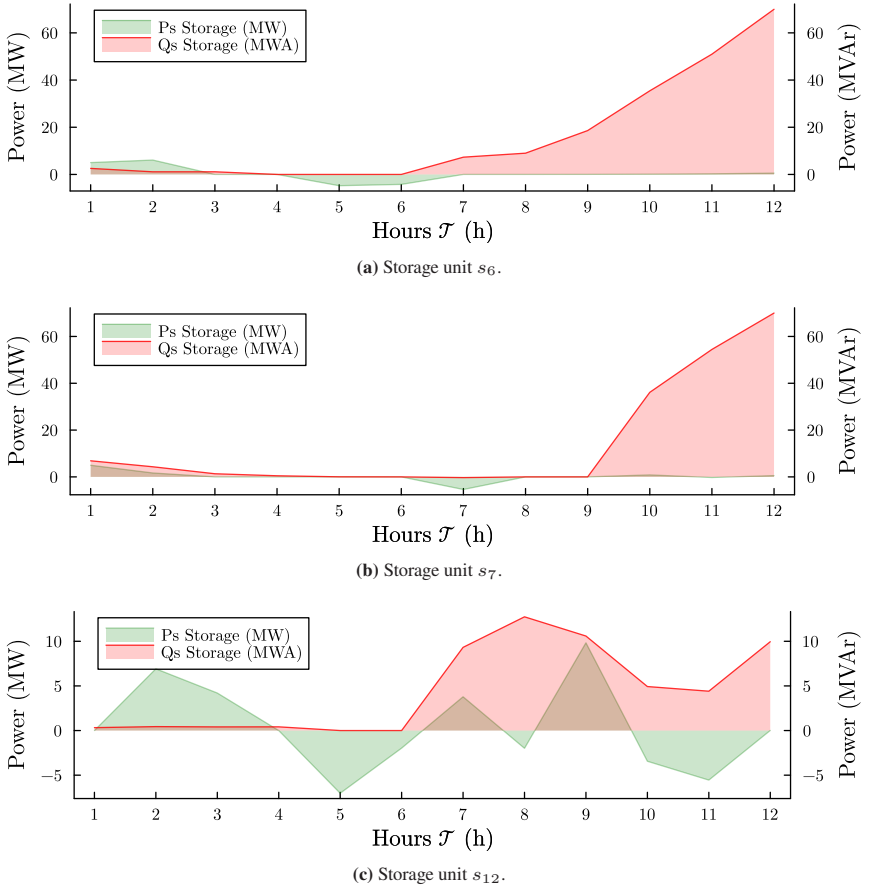 Ps Storage (MW)
Qs Storage (MWA)
Power (MW)
60
40
20
0
60
40
20
0
Power (MVAr)
1 2 3 4 5 6 7 8 9 10 11 12
Hours 𝒯 (h)
(a) Storage unit s₆.
Ps Storage (MW)
Qs Storage (MWA)
Power (MW)
60
40
20
0
60
40
20
0
Power (MVAr)
1 2 3 4 5 6 7 8 9 10 11 12
Hours 𝒯 (h)
(b) Storage unit s₇.
Ps Storage (MW)
Qs Storage (MWA)
Power (MW)
10
5
0
−5
10
5
0
−5
Power (MVAr)
1 2 3 4 5 6 7 8 9 10 11 12
Hours 𝒯 (h)
(c) Storage unit s₁₂.